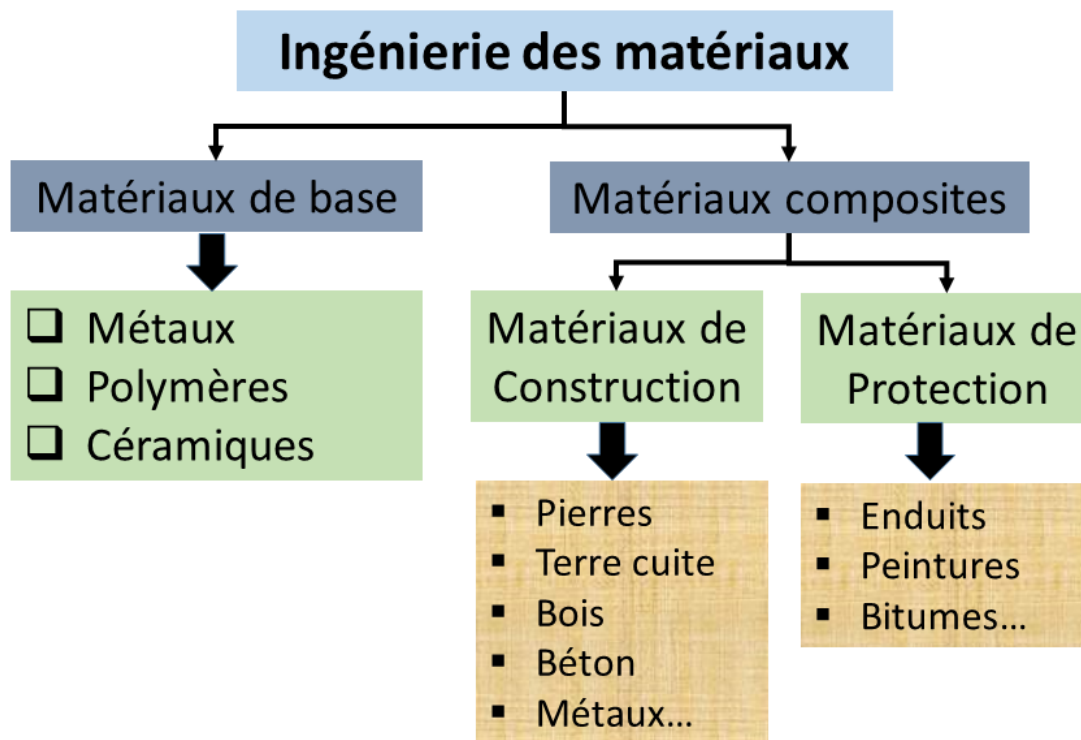 Ingénierie des matériaux
Matériaux de base
Matériaux composites
Métaux
Polymères
Céramiques
Matériaux de
Construction
Matériaux de
Protection
Pierres
Terre cuite
Bois
Béton
Métaux...
Enduits
Peintures
Bitumes...